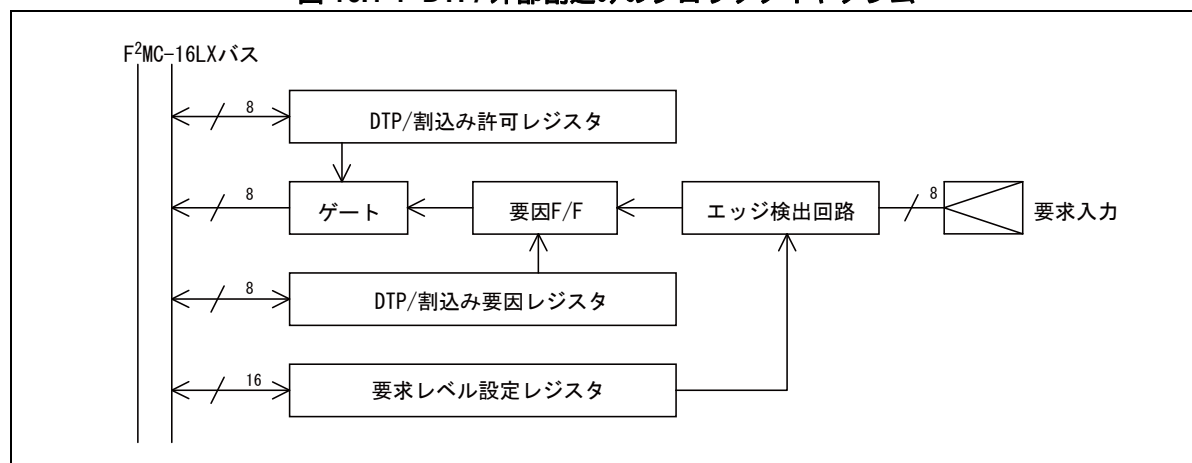 F²MC-16LXバス
8
DTP/割込み許可レジスタ
8
ゲート
要因F/F
エッジ検出回路
8
要求入力
8
DTP/割込み要因レジスタ
16
要求レベル設定レジスタ